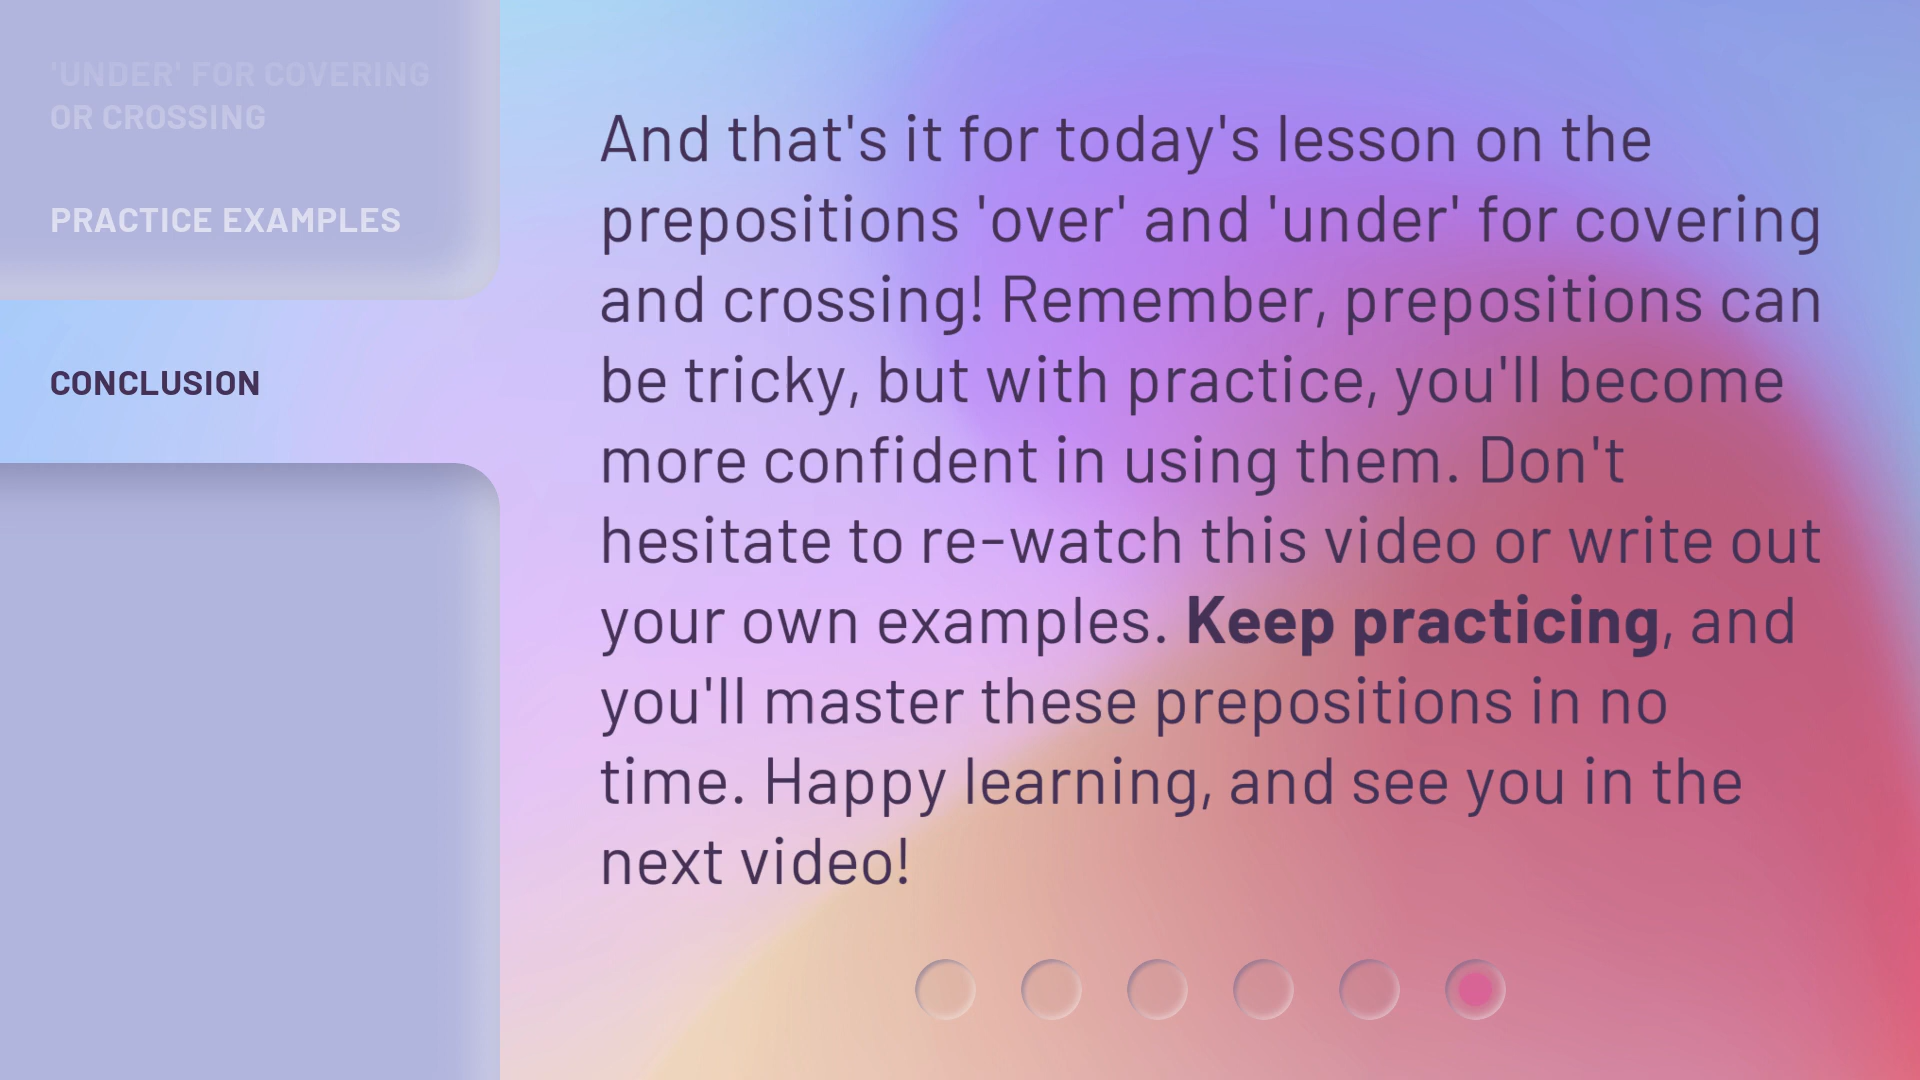 'UNDER' FOR COVERING
OR CROSSING
PRACTICE EXAMPLES
CONCLUSION
And that's it for today's lesson on the
prepositions 'over' and 'under' for covering
and crossing! Remember, prepositions can
be tricky, but with practice, you'll become
more confident in using them. Don't
hesitate to re-watch this video or write out
your own examples. Keep practicing, and
you'll master these prepositions in no
time. Happy learning, and see you in the
next video!